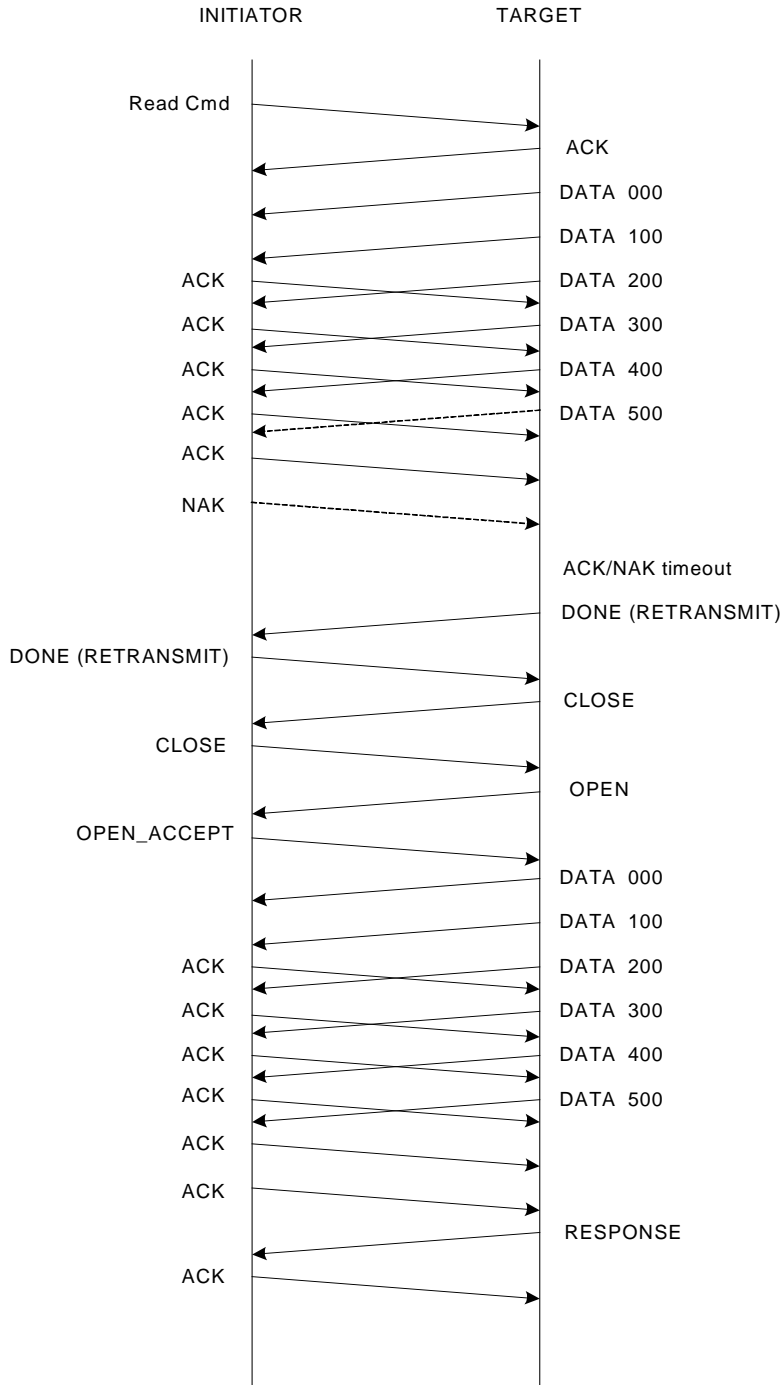 INITIATOR TARGET
Read Cmd
ACK
DATA 000
DATA 100
ACK DATA 200
ACK DATA 300
ACK DATA 400
ACK DATA 500
ACK
NAK
ACK/NAK timeout
DONE (RETRANSMIT)
DONE (RETRANSMIT)
CLOSE
CLOSE
OPEN
OPEN_ACCEPT
DATA 000
DATA 100
ACK DATA 200
ACK DATA 300
ACK DATA 400
ACK DATA 500
ACK
ACK
RESPONSE
ACK